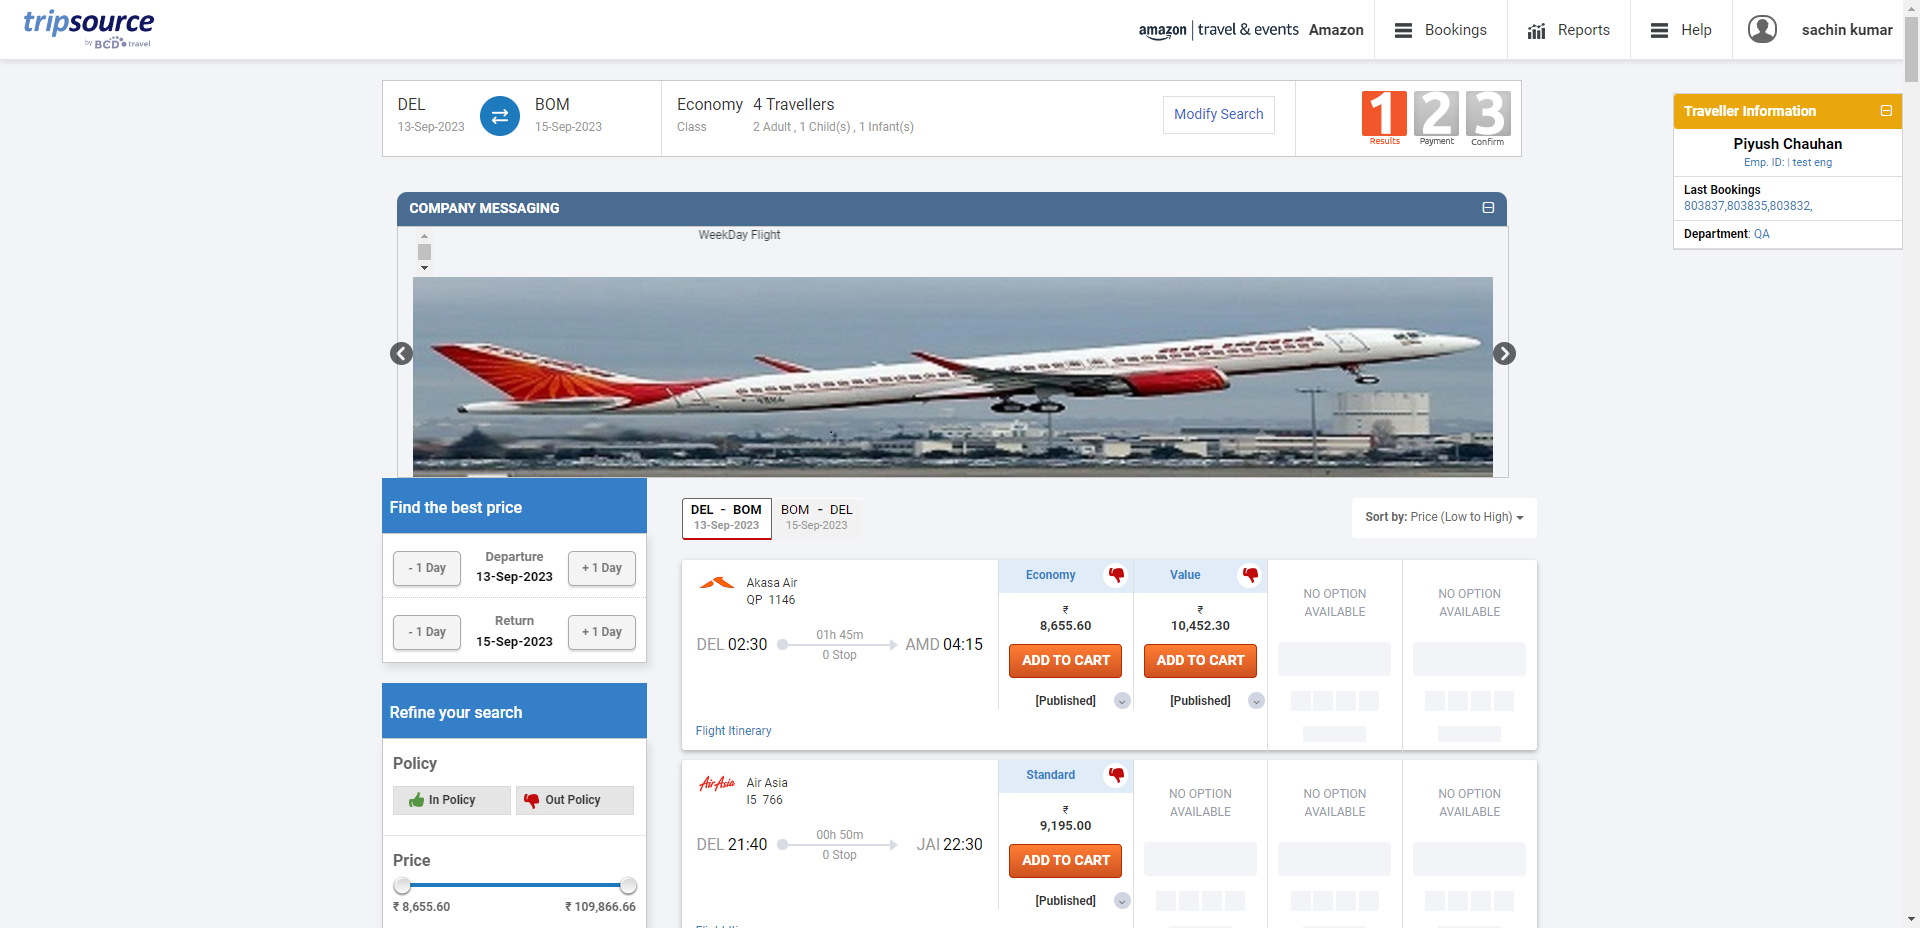 tripsource
by BCD travel
amazon | travel & events Amazon
Bookings
Reports
Help
sachin kumar
DEL
13-Sep-2023
BOM
15-Sep-2023
Economy
Class
4 Travellers
2 Adult , 1 Child(s) , 1 Infant(s)
Modify Search
1 2 3
Results Payment Confirm
Traveller Information
Piyush Chauhan
Emp. ID: | test eng
Last Bookings
803837,803835,803832,
Department: QA
COMPANY MESSAGING
WeekDay Flight
Find the best price
- 1 Day
Departure
13-Sep-2023
+ 1 Day
- 1 Day
Return
15-Sep-2023
+ 1 Day
Refine your search
Policy
In Policy
Out Policy
Price
₹ 8,655.60
₹ 109,866.66
DEL - BOM
13-Sep-2023
BOM - DEL
15-Sep-2023
Sort by: Price (Low to High)
Akasa Air
QP 1146
DEL 02:30
01h 45m
0 Stop
AMD 04:15
Flight Itinerary
Economy
₹
8,655.60
ADD TO CART
[Published]
Value
₹
10,452.30
ADD TO CART
[Published]
NO OPTION
AVAILABLE
NO OPTION
AVAILABLE
AirAsia
Air Asia
I5 766
DEL 21:40
00h 50m
0 Stop
JAI 22:30
Standard
₹
9,195.00
ADD TO CART
[Published]
NO OPTION
AVAILABLE
NO OPTION
AVAILABLE
NO OPTION
AVAILABLE